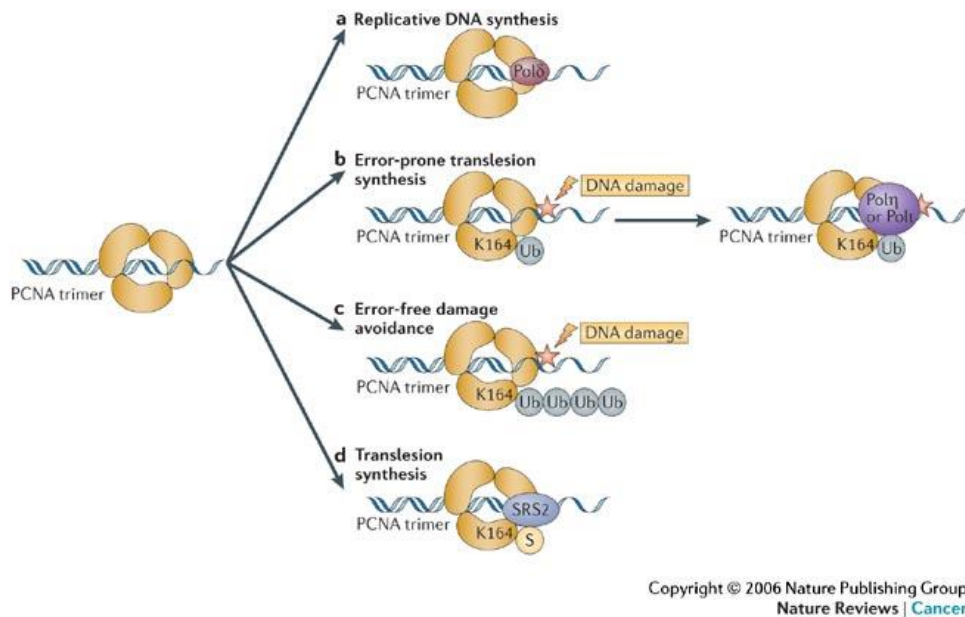 a Replicative DNA synthesis
Polδ
PCNA trimer
b Error-prone translesion
synthesis
DNA damage
K164
Ub
PCNA trimer
Polη
or Polι
K164
Ub
PCNA trimer
PCNA trimer
c Error-free damage
avoidance
DNA damage
PCNA trimer
K164
Ub Ub Ub Ub
d Translesion
synthesis
SRS2
PCNA trimer
K164
S
Copyright © 2006 Nature Publishing Group
Nature Reviews | Cancer